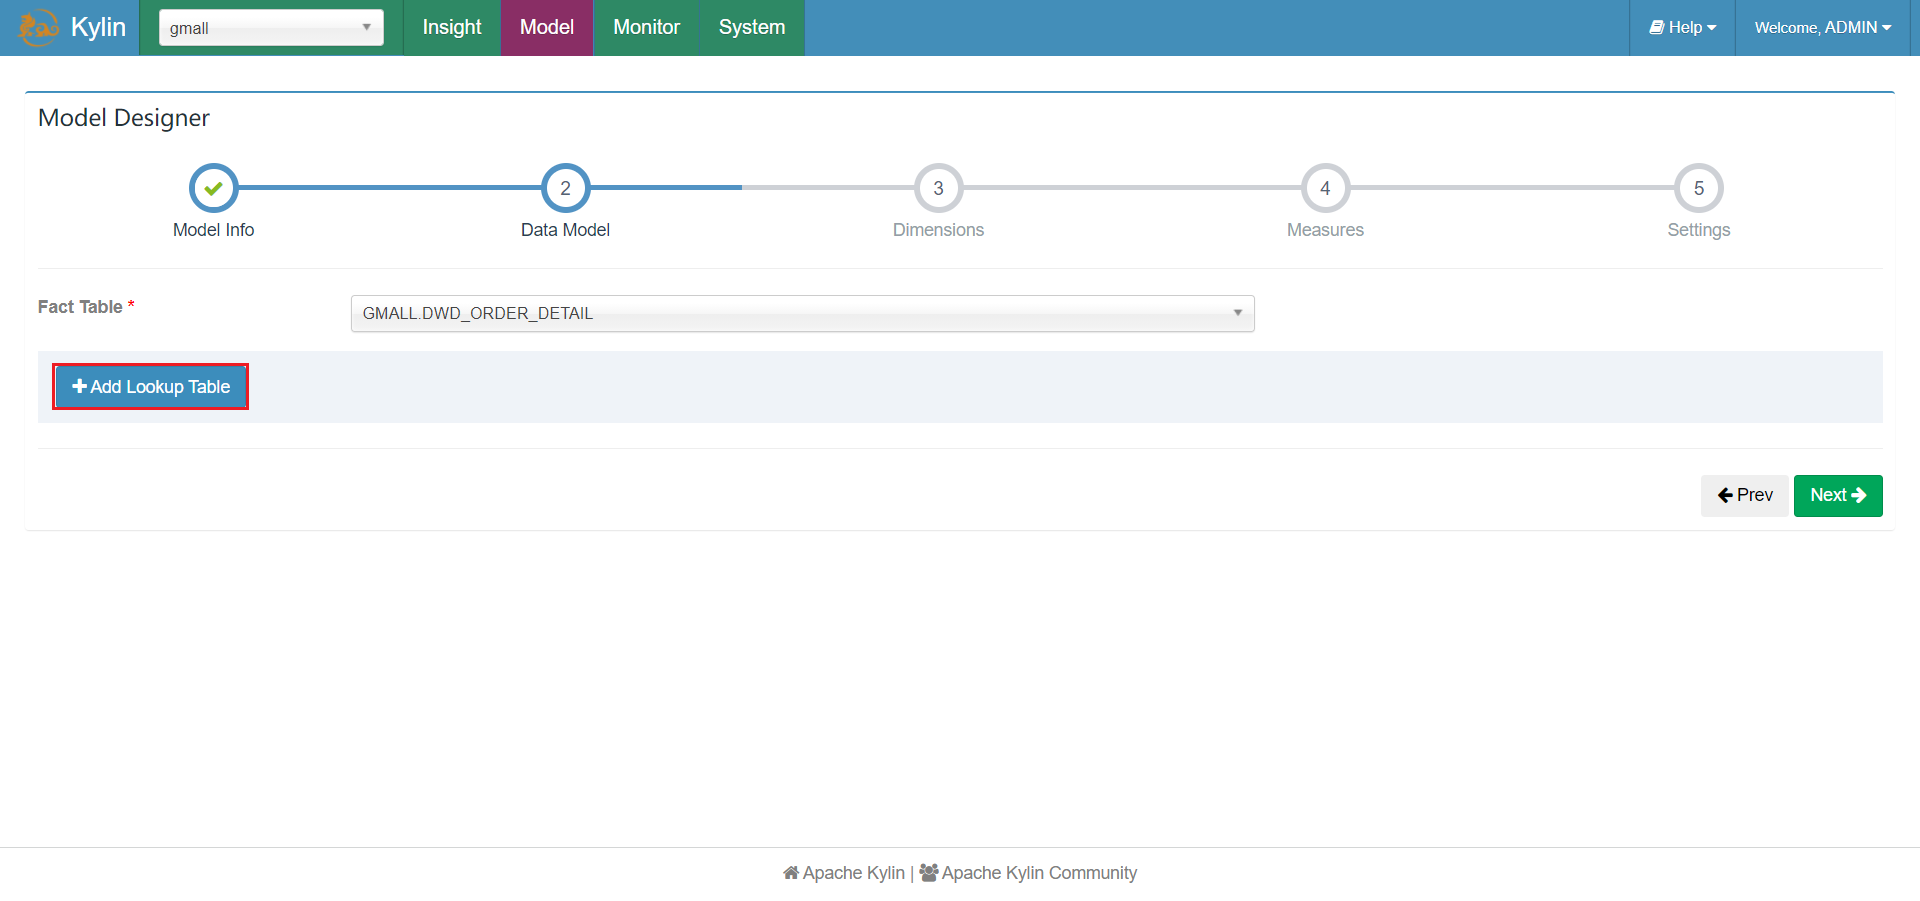 Kylin gmall Insight Model Monitor System Help Welcome, ADMIN
Model Designer
2 3 4 5
Model Info Data Model Dimensions Measures Settings
Fact Table * GMALL.DWD_ORDER_DETAIL
Add Lookup Table
Prev Next
Apache Kylin | Apache Kylin Community